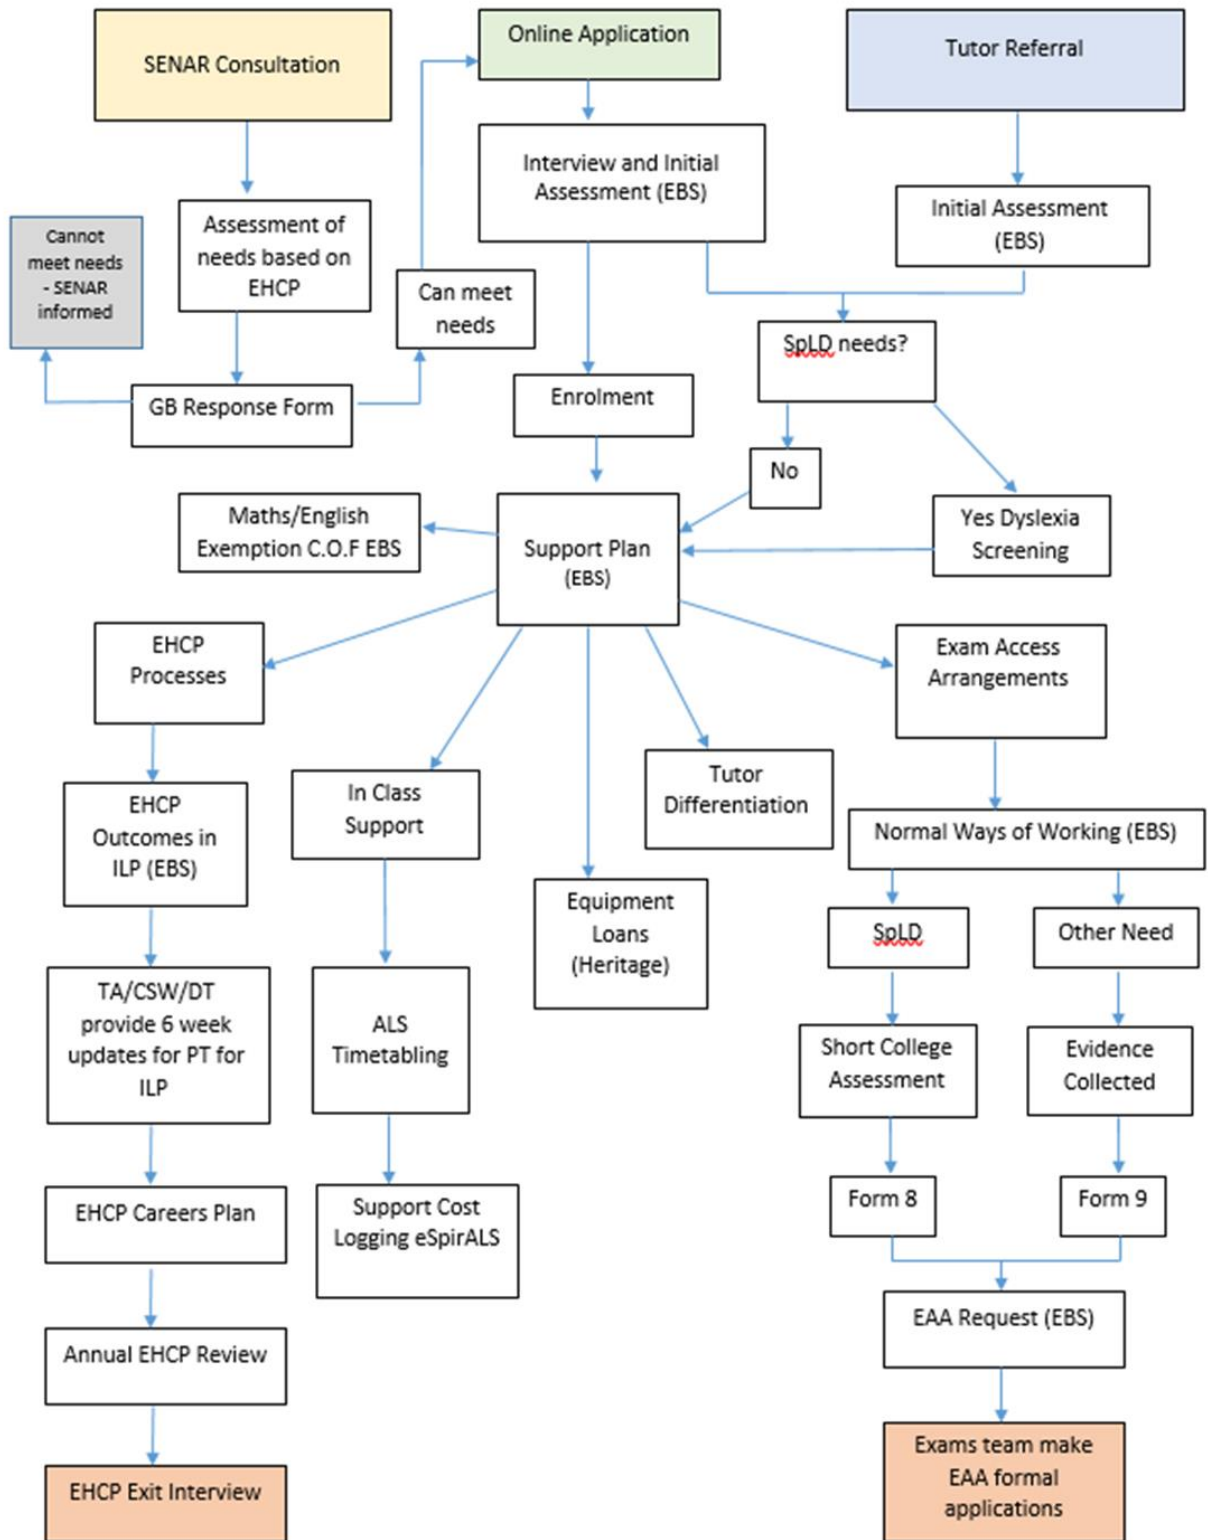 SENAR Consultation
Online Application
Tutor Referral
Interview and Initial
Assessment (EBS)
Initial Assessment
(EBS)
Assessment of
needs based on
EHCP
Cannot
meet needs
- SENAR
informed
Can meet
needs
GB Response Form
Enrolment
SpLD needs?
No
Yes Dyslexia
Screening
Maths/English
Exemption C.O.F EBS
Support Plan
(EBS)
EHCP
Processes
Exam Access
Arrangements
In Class
Support
Tutor
Differentiation
EHCP
Outcomes in
ILP (EBS)
Normal Ways of Working (EBS)
Equipment
Loans
(Heritage)
SpLD
Other Need
TA/CSW/DT
provide 6 week
updates for PT for
ILP
ALS
Timetabling
Short College
Assessment
Evidence
Collected
EHCP Careers Plan
Support Cost
Logging eSpirALS
Form 8
Form 9
Annual EHCP Review
EAA Request (EBS)
EHCP Exit Interview
Exams team make
EAA formal
applications